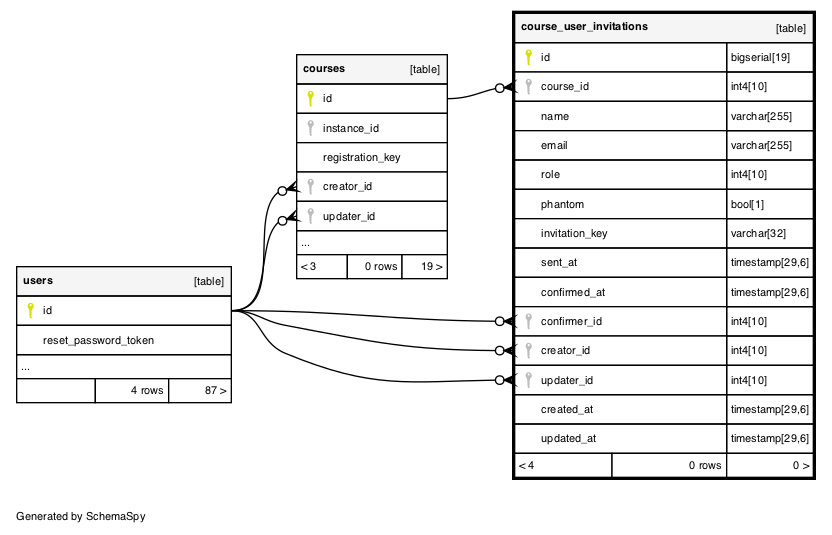 course_user_invitations [table]
id bigserial[19]
course_id int4[10]
name varchar[255]
email varchar[255]
role int4[10]
phantom bool[1]
invitation_key varchar[32]
sent_at timestamp[29,6]
confirmed_at timestamp[29,6]
confirmer_id int4[10]
creator_id int4[10]
updater_id int4[10]
created_at timestamp[29,6]
updated_at timestamp[29,6]
< 4 0 rows 0 >
courses [table]
id
instance_id
registration_key
creator_id
updater_id
...
< 3 0 rows 19 >
users [table]
id
reset_password_token
...
4 rows 87 >
Generated by SchemaSpy